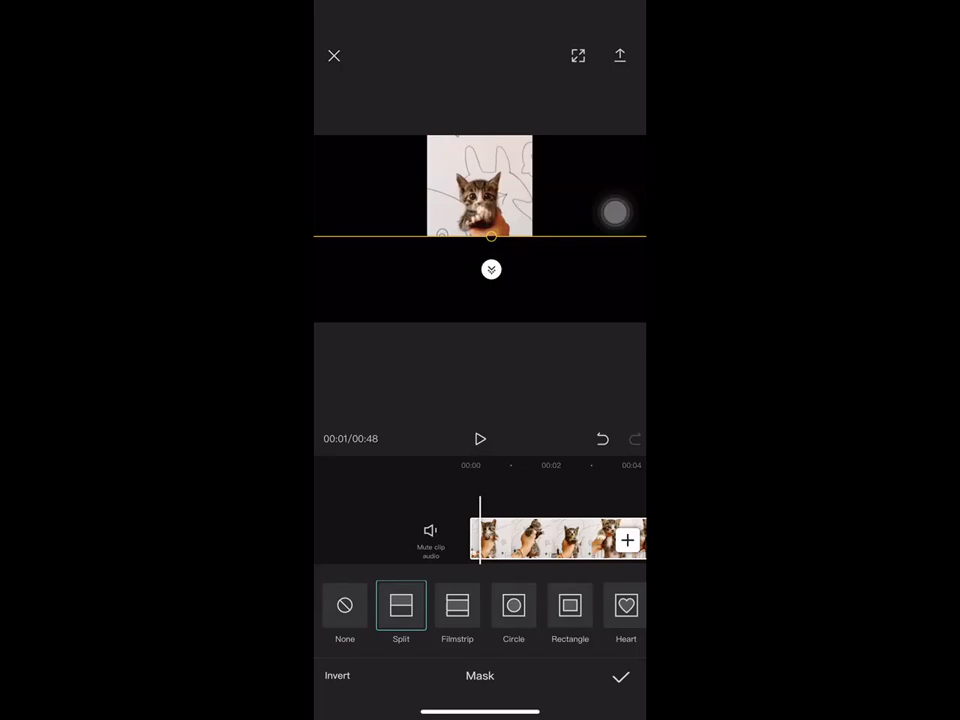 00:01/00:48
00:00 00:02 00:04
Mute clip
audio
None Split Filmstrip Circle Rectangle Heart
Invert Mask